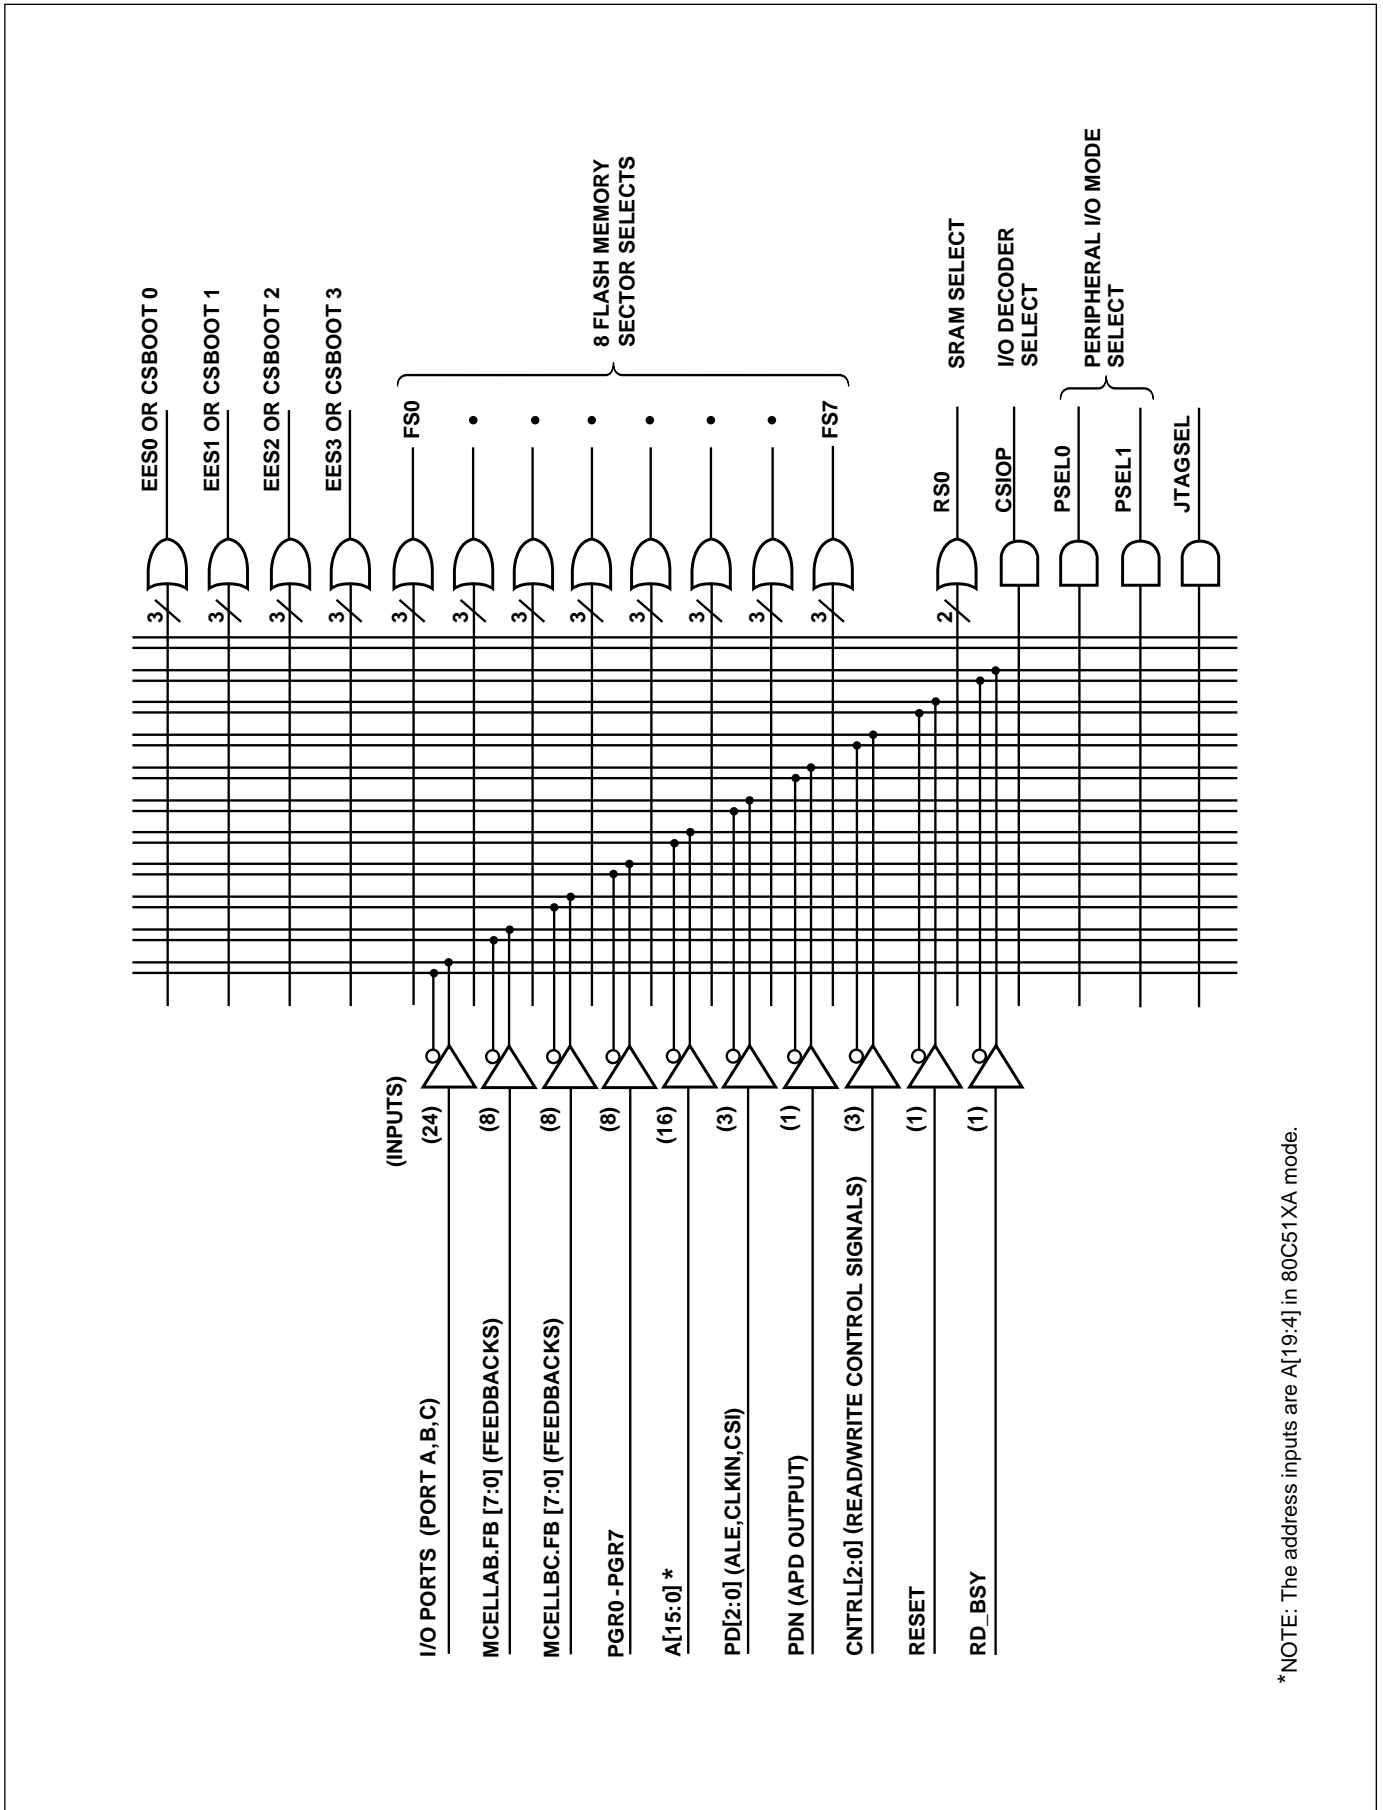 EES0 OR CSBOOT 0
3
EES1 OR CSBOOT 1
3
EES2 OR CSBOOT 2
3
EES3 OR CSBOOT 3
3
FS0
3
3
3
3
3
3
3
FS7
3
8 FLASH MEMORY
SECTOR SELECTS
RS0
2
SRAM SELECT
CSIOP
I/O DECODER
SELECT
PSEL0
PSEL1
PERIPHERAL I/O MODE
SELECT
JTAGSEL
(INPUTS)
I/O PORTS (PORT A,B,C)
(24)
MCELLAB.FB [7:0] (FEEDBACKS)
(8)
MCELLBC.FB [7:0] (FEEDBACKS)
(8)
PGR0 - PGR7
(8)
A[15:0] *
(16)
PD[2:0] (ALE,CLKIN,CSI)
(3)
PDN (APD OUTPUT)
(1)
CNTRL[2:0] (READ/WRITE CONTROL SIGNALS)
(3)
RESET
(1)
RD_BSY
(1)
*NOTE: The address inputs are A[19:4] in 80C51XA mode.